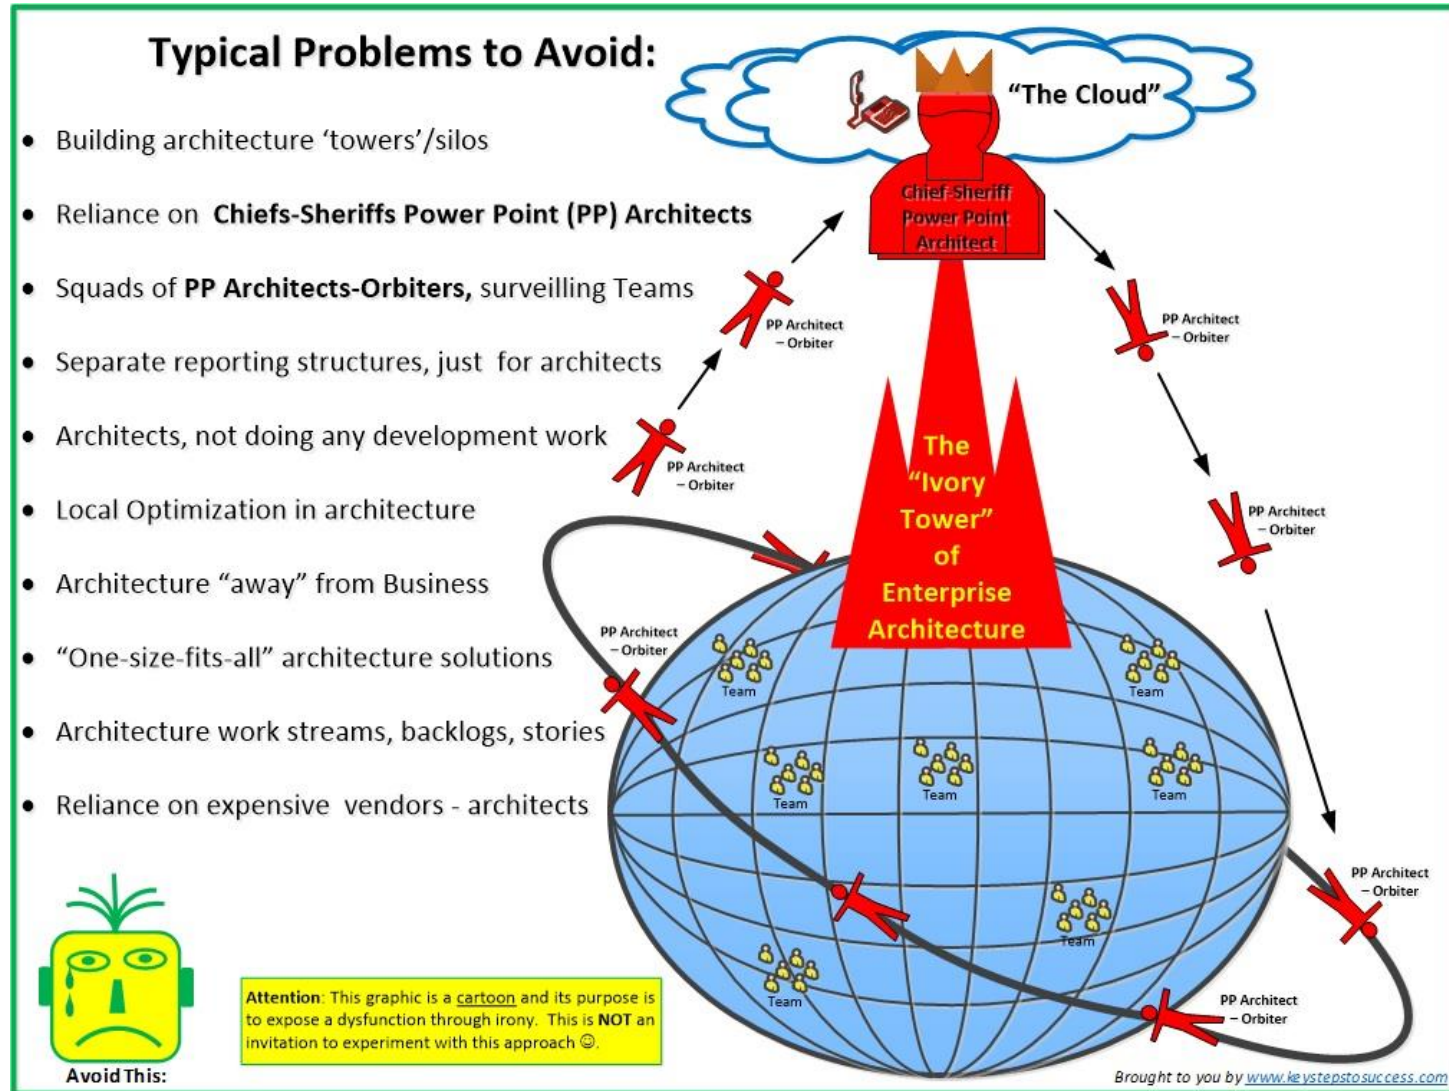 Typical Problems to Avoid:
• Building architecture ‘towers’/silos
• Reliance on Chiefs-Sheriffs Power Point (PP) Architects
• Squads of PP Architects-Orbiters, surveilling Teams
• Separate reporting structures, just for architects
• Architects, not doing any development work
• Local Optimization in architecture
• Architecture “away” from Business
• “One-size-fits-all” architecture solutions
• Architecture work streams, backlogs, stories
• Reliance on expensive vendors - architects
“The Cloud”
Chief-Sheriff
Power Point
Architect
PP Architect
– Orbiter
PP Architect
– Orbiter
PP Architect
– Orbiter
PP Architect
– Orbiter
The
“Ivory
Tower”
of
Enterprise
Architecture
PP Architect
– Orbiter
Team
Team
Team
Team
Team
Team
Team
PP Architect
– Orbiter
PP Architect
– Orbiter
Avoid This:
Attention: This graphic is a cartoon and its purpose is
to expose a dysfunction through irony. This is NOT an
invitation to experiment with this approach ☺.
Brought to you by www.keystepstosuccess.com